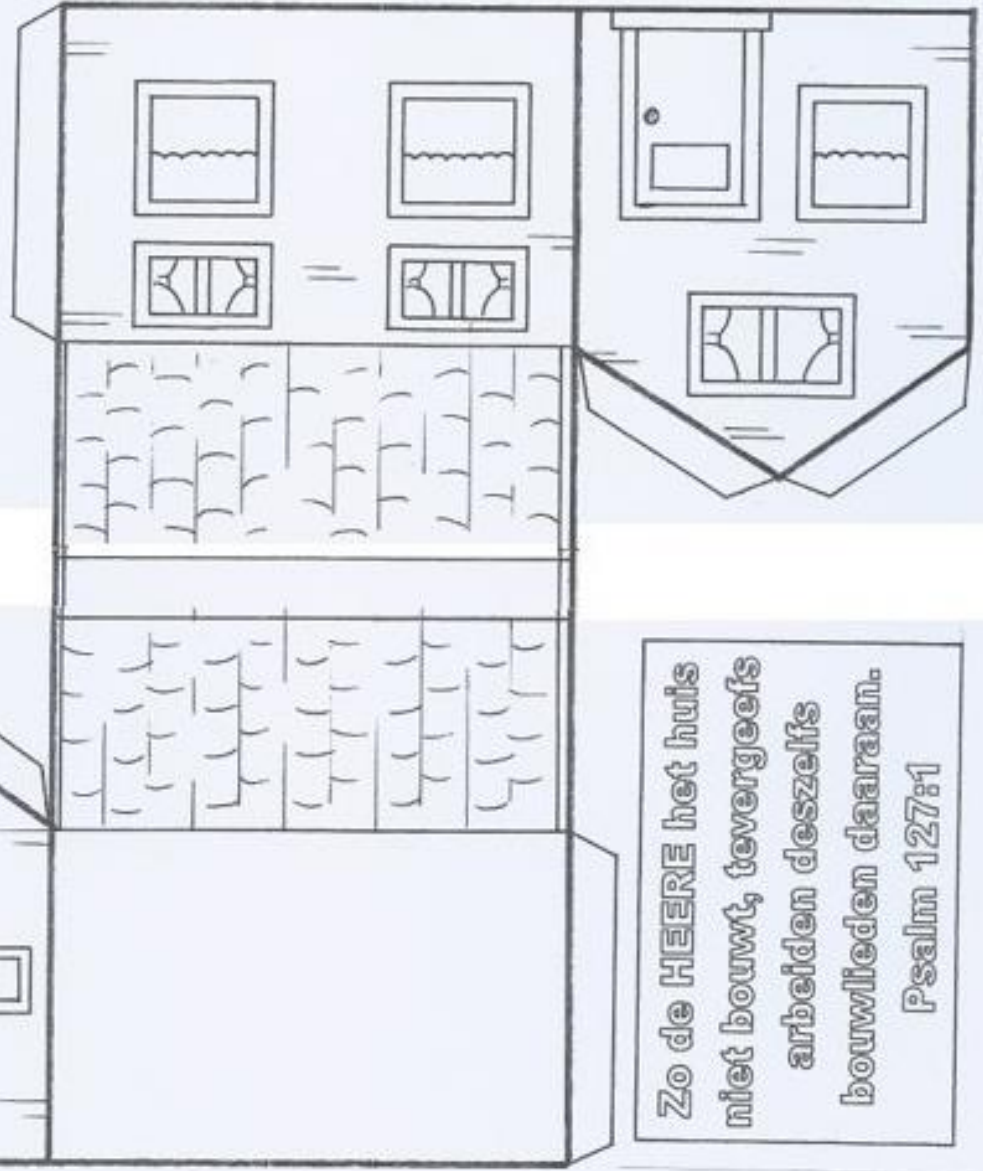 Zo de HEERE het huis
niet bouwt, tevergeefs
arbeiden deszelfs
bouwlieden daaraan.
Psalm 127:1